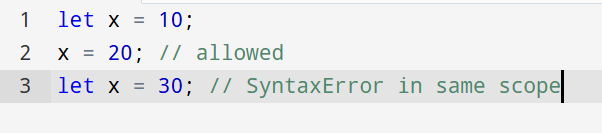 1 let x = 10;
2 x = 20; // allowed
3 let x = 30; // SyntaxError in same scope